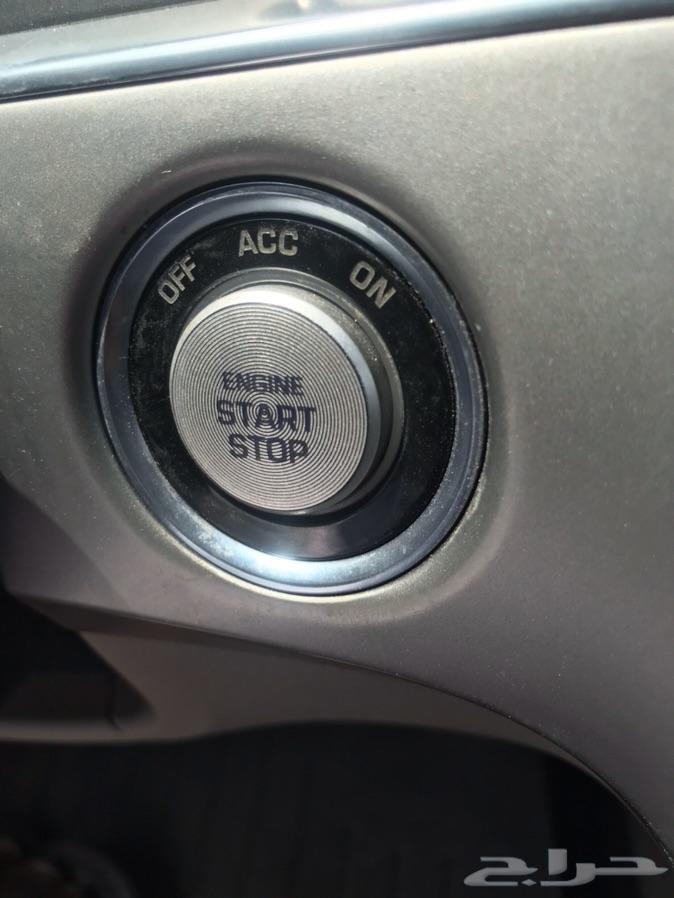 OFF ACC ON
ENGINE
START
STOP
حراج